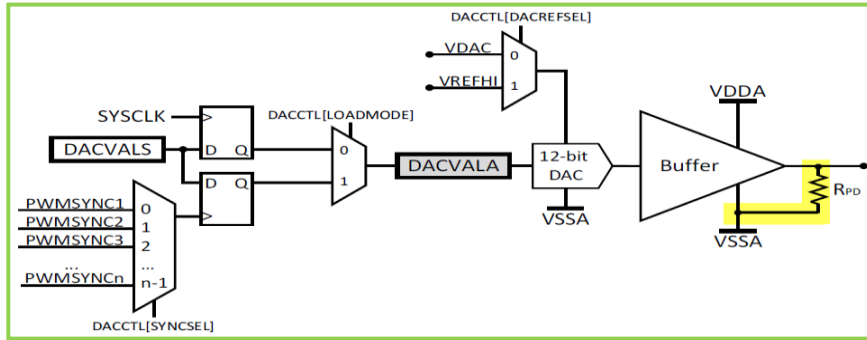 DACCTL[DACREFSEL]
VDAC
0
VREFHI
1
VDDA
SYSCLK
>
DACCTL[LOADMODE]
DACVALS
D
Q
0
DACVALA
12-bit
DAC
Buffer
RPD
D
Q
1
>
VSSA
VSSA
PWMSYNC1
0
PWMSYNC2
1
PWMSYNC3
2
...
...
PWMSYNCn
n-1
DACCTL[SYNCSEL]